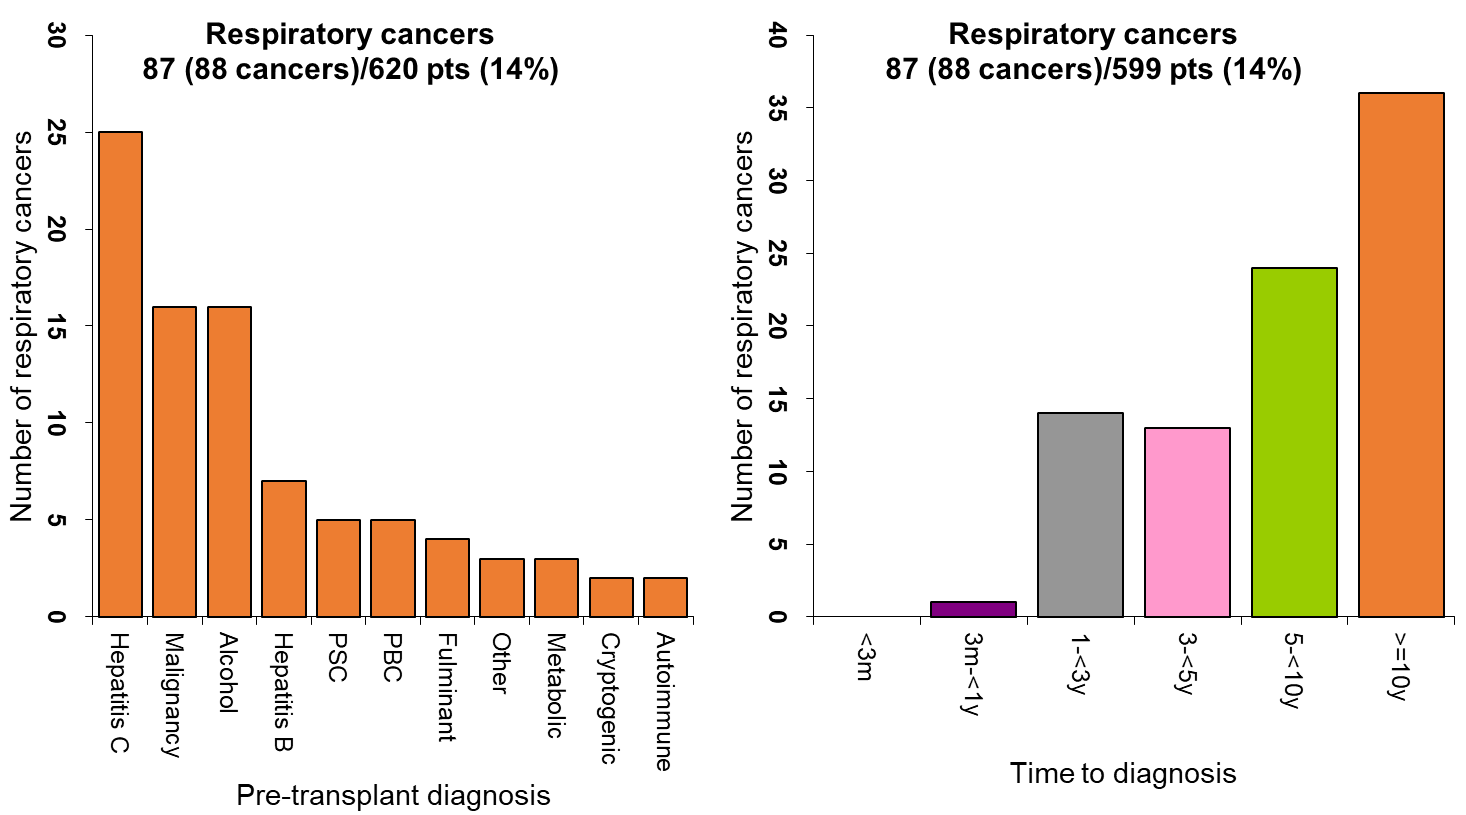 Respiratory cancers
87 (88 cancers)/620 pts (14%)
Number of respiratory cancers
30
25
20
15
10
5
0
Hepatitis C
Malignancy
Alcohol
Hepatitis B
PSC
PBC
Fulminant
Other
Metabolic
Cryptogenic
Autoimmune
Pre-transplant diagnosis
Respiratory cancers
87 (88 cancers)/599 pts (14%)
Number of respiratory cancers
40
35
30
25
20
15
10
5
0
<3m
3m-<1y
1-<3y
3-<5y
5-<10y
>=10y
Time to diagnosis